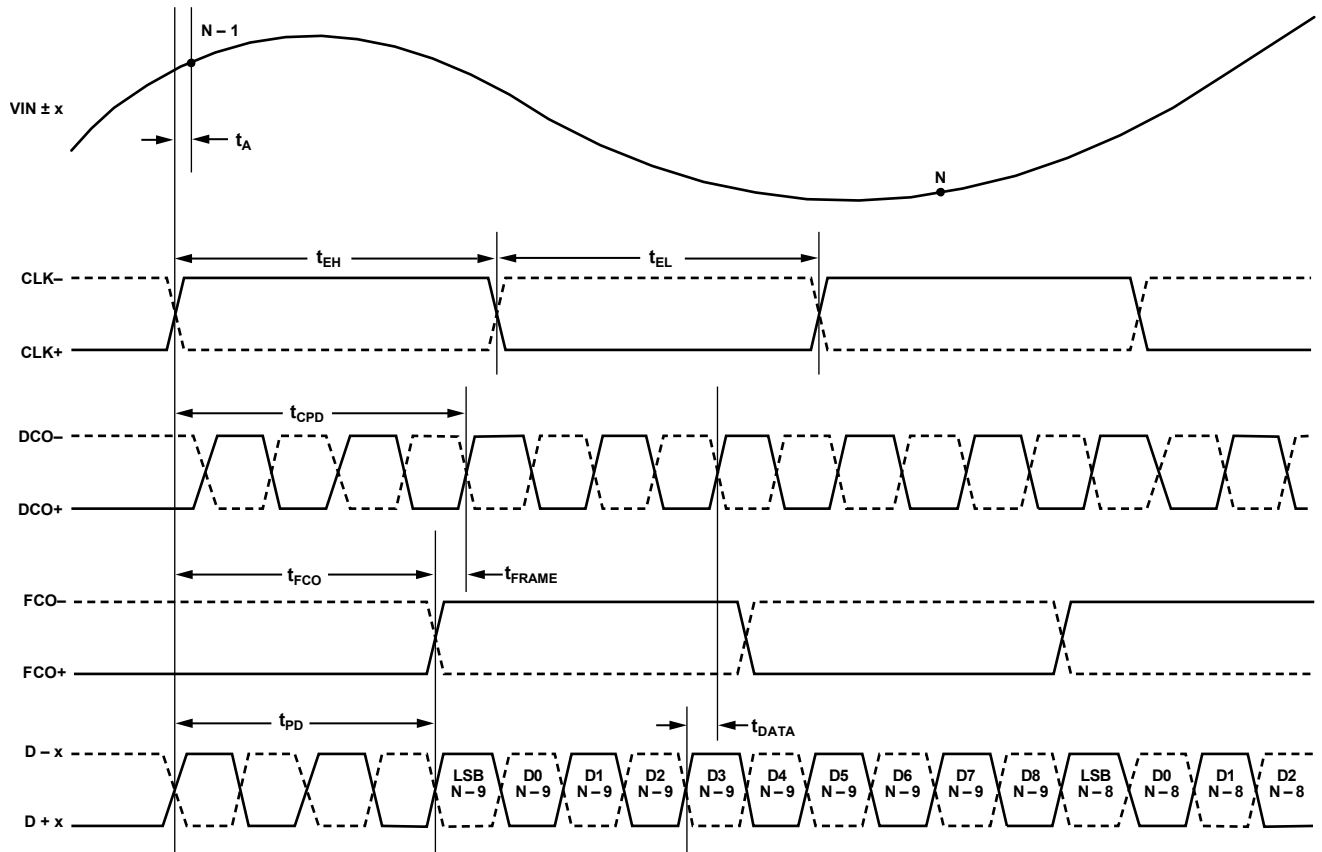 N – 1
VIN ± x
tA
N
tEH
tEL
CLK–
CLK+
tCPD
DCO–
DCO+
tFCO
tFRAME
FCO–
FCO+
tPD
tDATA
D – x
D + x
LSB N – 9
D0 N – 9
D1 N – 9
D2 N – 9
D3 N – 9
D4 N – 9
D5 N – 9
D6 N – 9
D7 N – 9
D8 N – 9
LSB N – 8
D0 N – 8
D1 N – 8
D2 N – 8